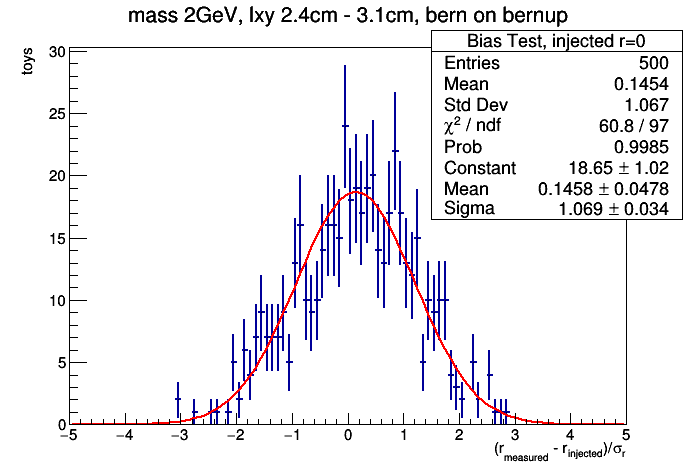 mass 2GeV, lxy 2.4cm - 3.1cm, bern on bernup
Bias Test, injected r=0
Entries 500
Mean 0.1454
Std Dev 1.067
χ² / ndf 60.8 / 97
Prob 0.9985
Constant 18.65 ± 1.02
Mean 0.1458 ± 0.0478
Sigma 1.069 ± 0.034
toys
30
25
20
15
10
5
0
−5 −4 −3 −2 −1 0 1 2 3 4 5
(r_measured - r_injected)/σ_r